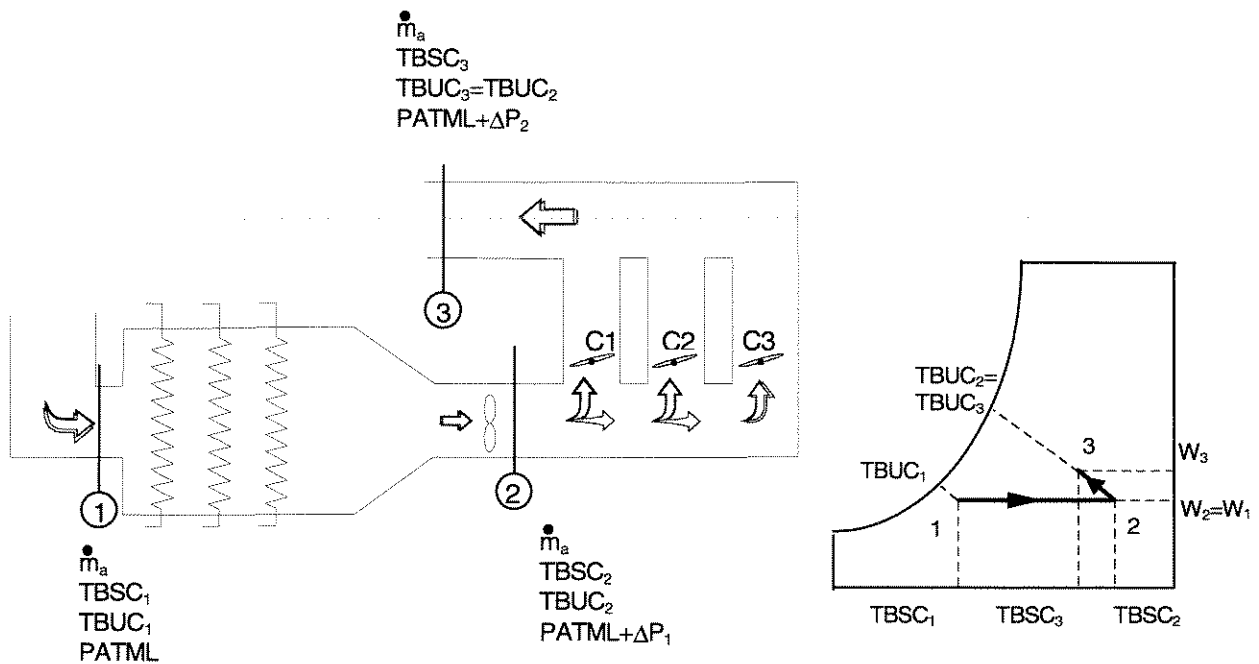 ṁₐ
TBSC₃
TBUC₃=TBUC₂
PATML+ΔP₂
3
C1 C2 C3
1
2
ṁₐ
TBSC₁
TBUC₁
PATML
ṁₐ
TBSC₂
TBUC₂
PATML+ΔP₁
TBUC₂=
TBUC₃
TBUC₁
3
W₃
1
2
W₂=W₁
TBSC₁ TBSC₃ TBSC₂